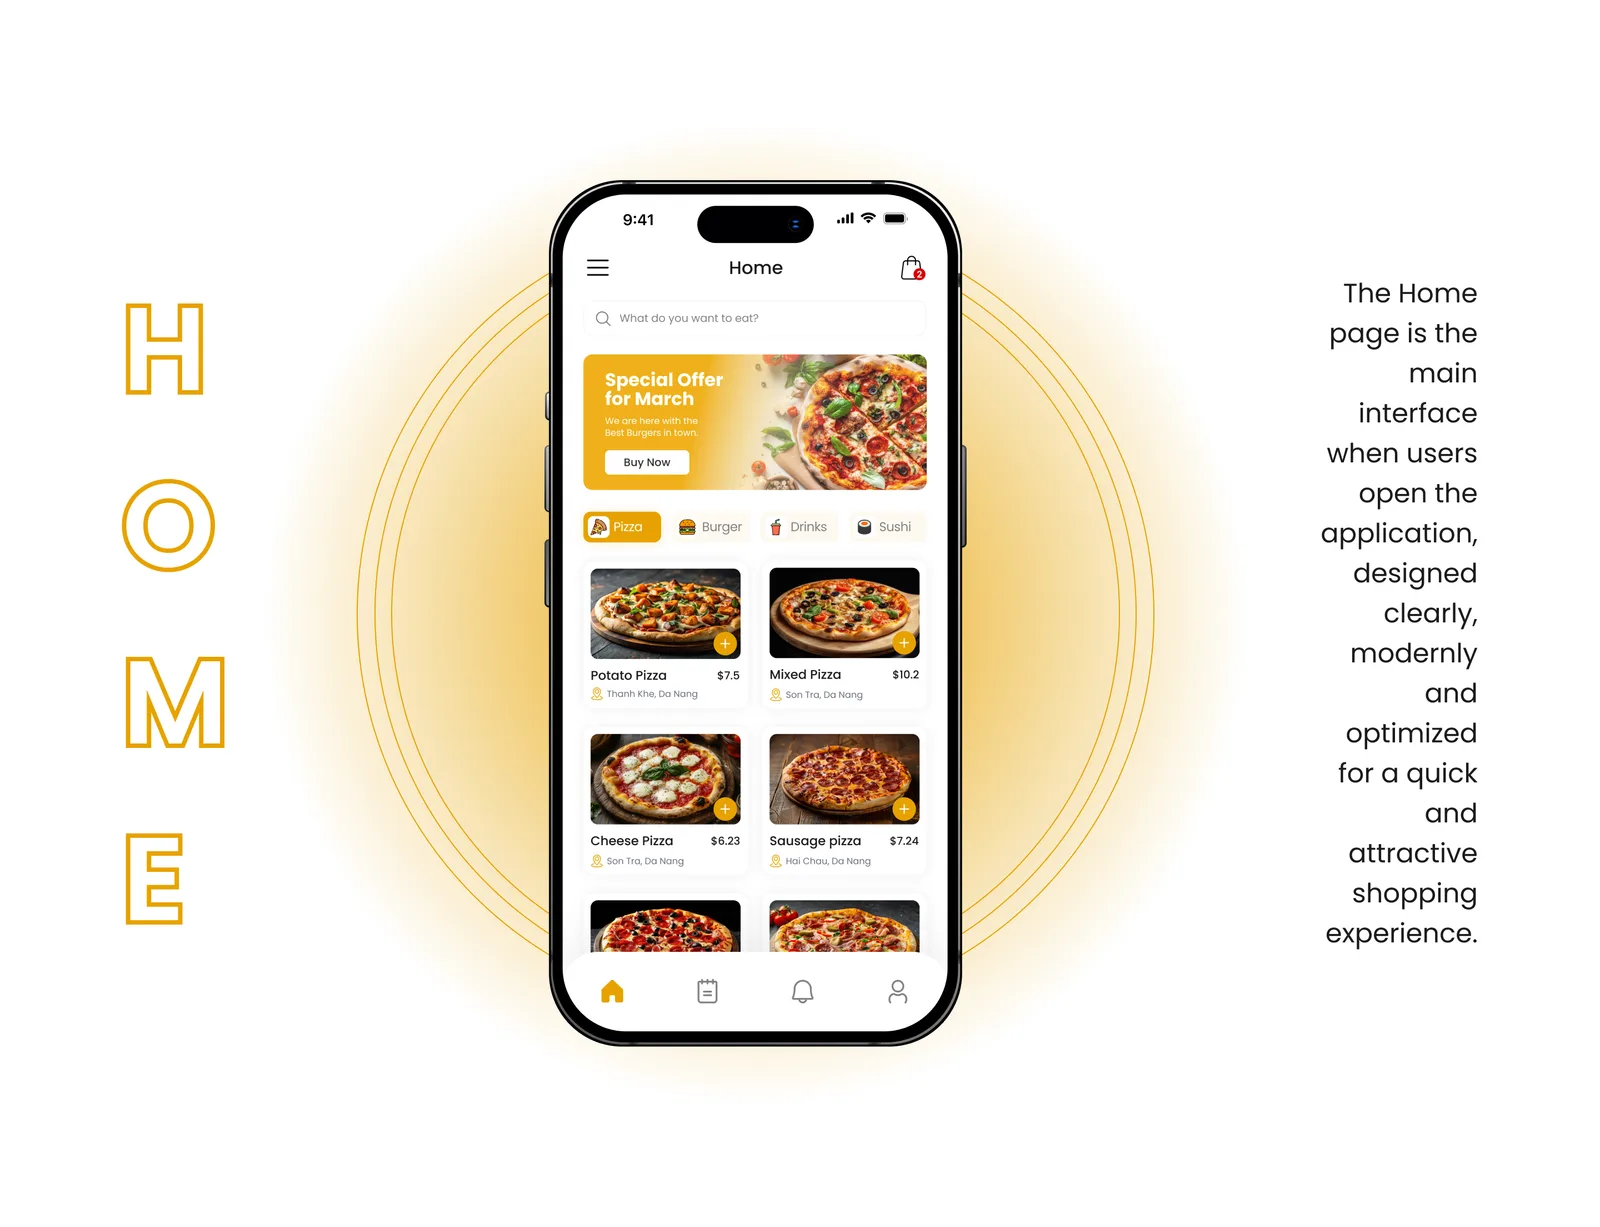 H
O
M
E
9:41
Home
2
What do you want to eat?
Special Offer
for March
We are here with the
Best Burgers in town.
Buy Now
Pizza
Burger
Drinks
Sushi
Potato Pizza
$7.5
Thanh Khe, Da Nang
Mixed Pizza
$10.2
Son Tra, Da Nang
Cheese Pizza
$6.23
Son Tra, Da Nang
Sausage pizza
$7.24
Hai Chau, Da Nang
The Home
page is the
main
interface
when users
open the
application,
designed
clearly,
modernly
and
optimized
for a quick
and
attractive
shopping
experience.